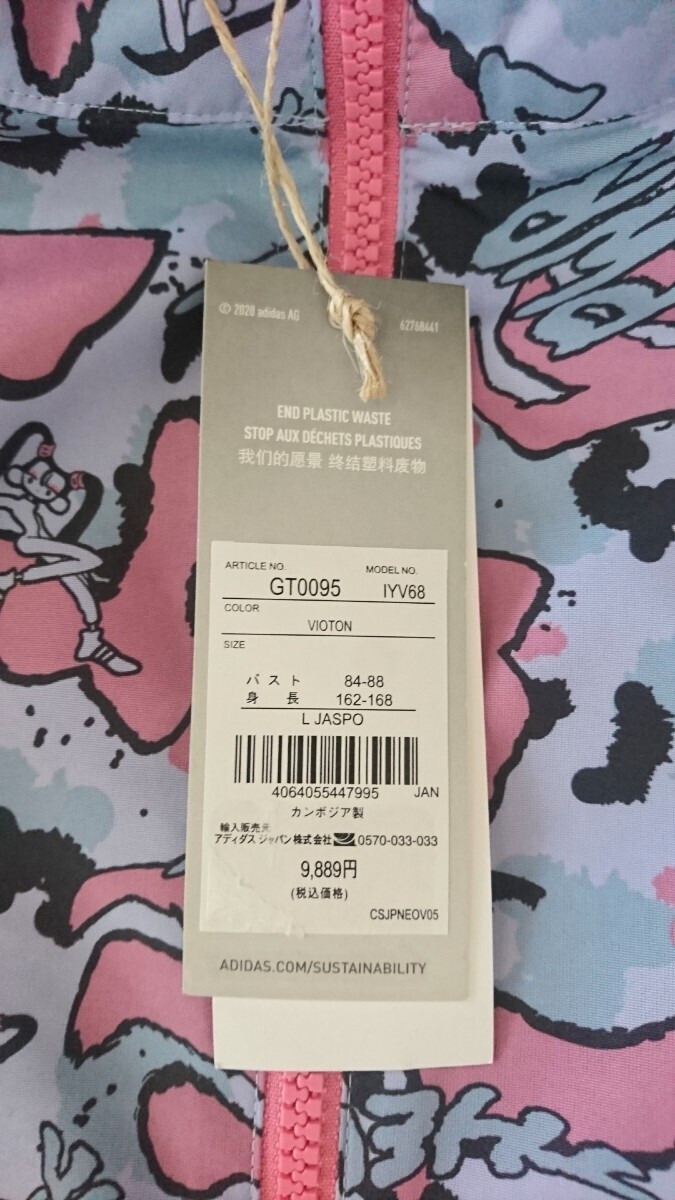 © 2020 adidas AG
62768441
END PLASTIC WASTE
STOP AUX DÉCHETS PLASTIQUES
我们的愿景 终结塑料废物
ARTICLE NO. MODEL NO.
GT0095 IYV68
COLOR
VIOTON
SIZE
バスト 84-88
身長 162-168
L JASPO
4064055447995 JAN
カンボジア製
輸入販売元
アディダス ジャパン株式会社 0570-033-033
9,889円
(税込価格)
CSJPNEOV05
ADIDAS.COM/SUSTAINABILITY